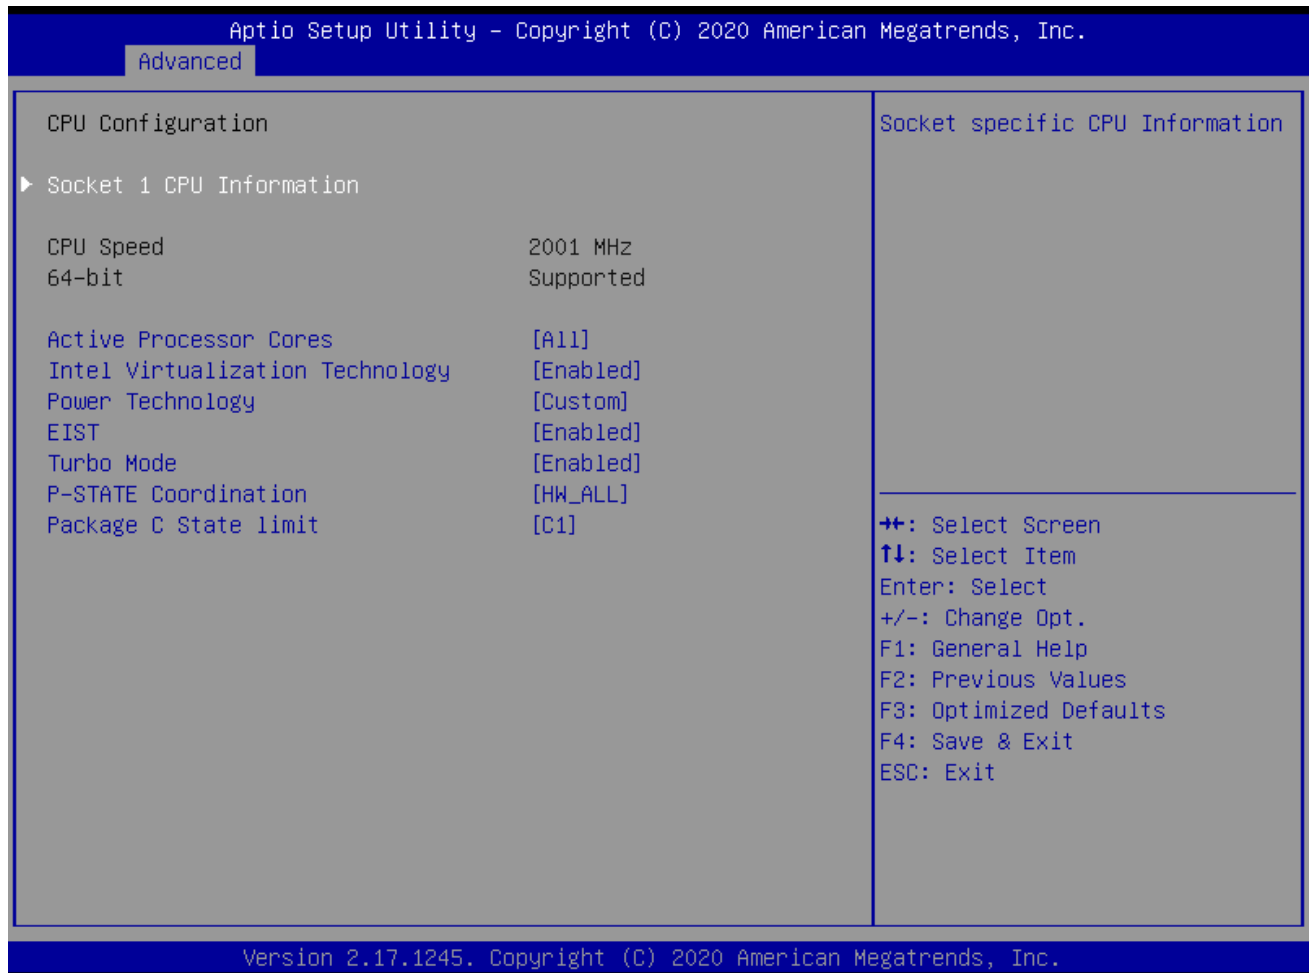 Aptio Setup Utility – Copyright (C) 2020 American Megatrends, Inc.
Advanced
CPU Configuration
Socket 1 CPU Information
CPU Speed 2001 MHz
64-bit Supported
Active Processor Cores [All]
Intel Virtualization Technology [Enabled]
Power Technology [Custom]
EIST [Enabled]
Turbo Mode [Enabled]
P-STATE Coordination [HW_ALL]
Package C State limit [C1]
Socket specific CPU Information
→←: Select Screen
↑↓: Select Item
Enter: Select
+/-: Change Opt.
F1: General Help
F2: Previous Values
F3: Optimized Defaults
F4: Save & Exit
ESC: Exit
Version 2.17.1245. Copyright (C) 2020 American Megatrends, Inc.